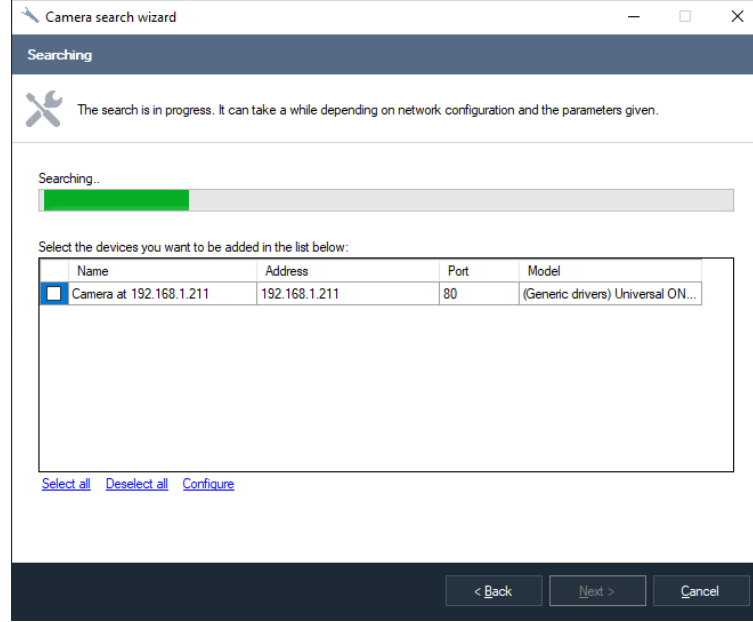 Camera search wizard
Searching
The search is in progress. It can take a while depending on network configuration and the parameters given.
Searching..
Select the devices you want to be added in the list below:
Name Address Port Model
Camera at 192.168.1.211 192.168.1.211 80 (Generic drivers) Universal ON...
Select all Deselect all Configure
< Back Next > Cancel